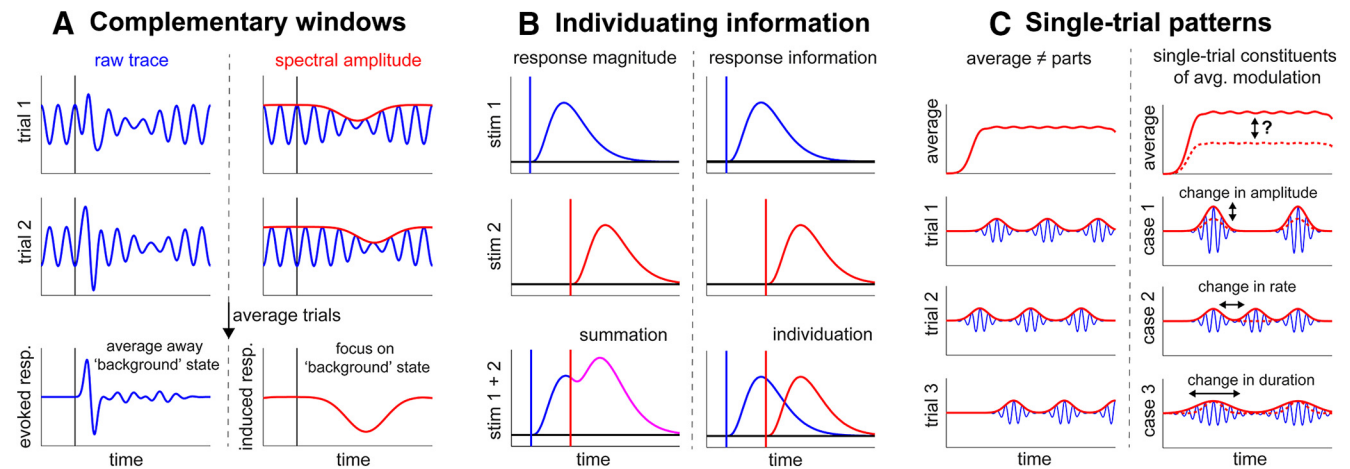 A Complementary windows
raw trace
spectral amplitude
trial 1
trial 2
average trials
evoked resp.
average away
‘background’ state
induced resp.
focus on
‘background’ state
time
time
B Individuating information
response magnitude
response information
stim 1
stim 2
summation
individuation
stim 1 + 2
time
time
C Single-trial patterns
average ≠ parts
single-trial constituents
of avg. modulation
average
average
?
trial 1
case 1
change in amplitude
trial 2
case 2
change in rate
trial 3
case 3
change in duration
time
time